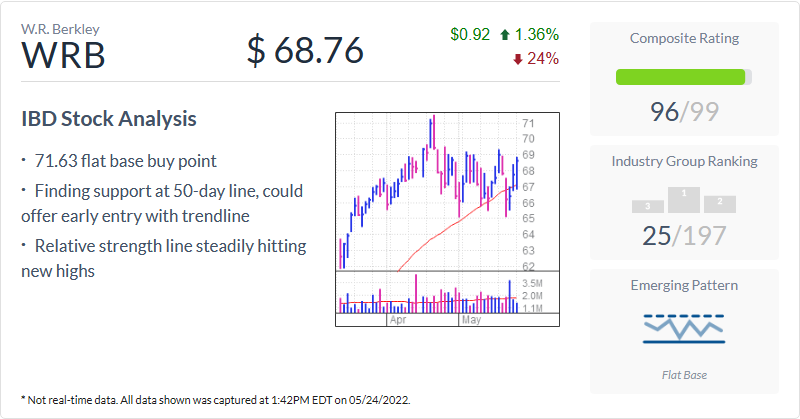 W.R. Berkley
WRB
$ 68.76
$0.92 1.36%
24%
IBD Stock Analysis
• 71.63 flat base buy point
• Finding support at 50-day line, could
offer early entry with trendline
• Relative strength line steadily hitting
new highs
71
70
69
68
67
66
65
64
63
62
3.5M
2.0M
1.1M
Apr
May
Composite Rating
96/99
Industry Group Ranking
3
1
2
25/197
Emerging Pattern
Flat Base
* Not real-time data. All data shown was captured at 1:42PM EDT on 05/24/2022.